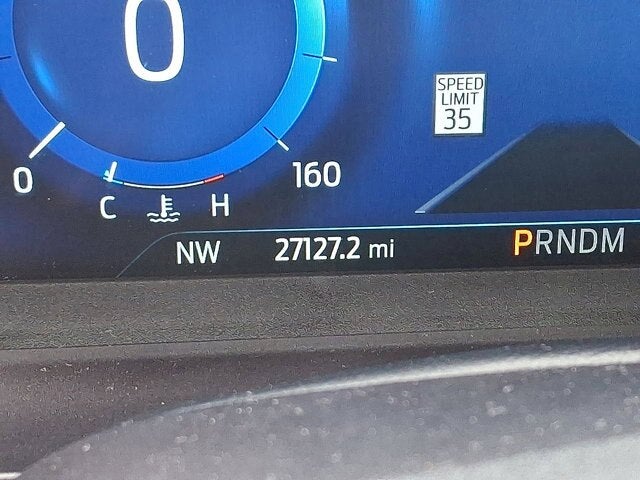 0
SPEED
LIMIT
35
0
160
C
H
NW 27127.2 mi PRNDM